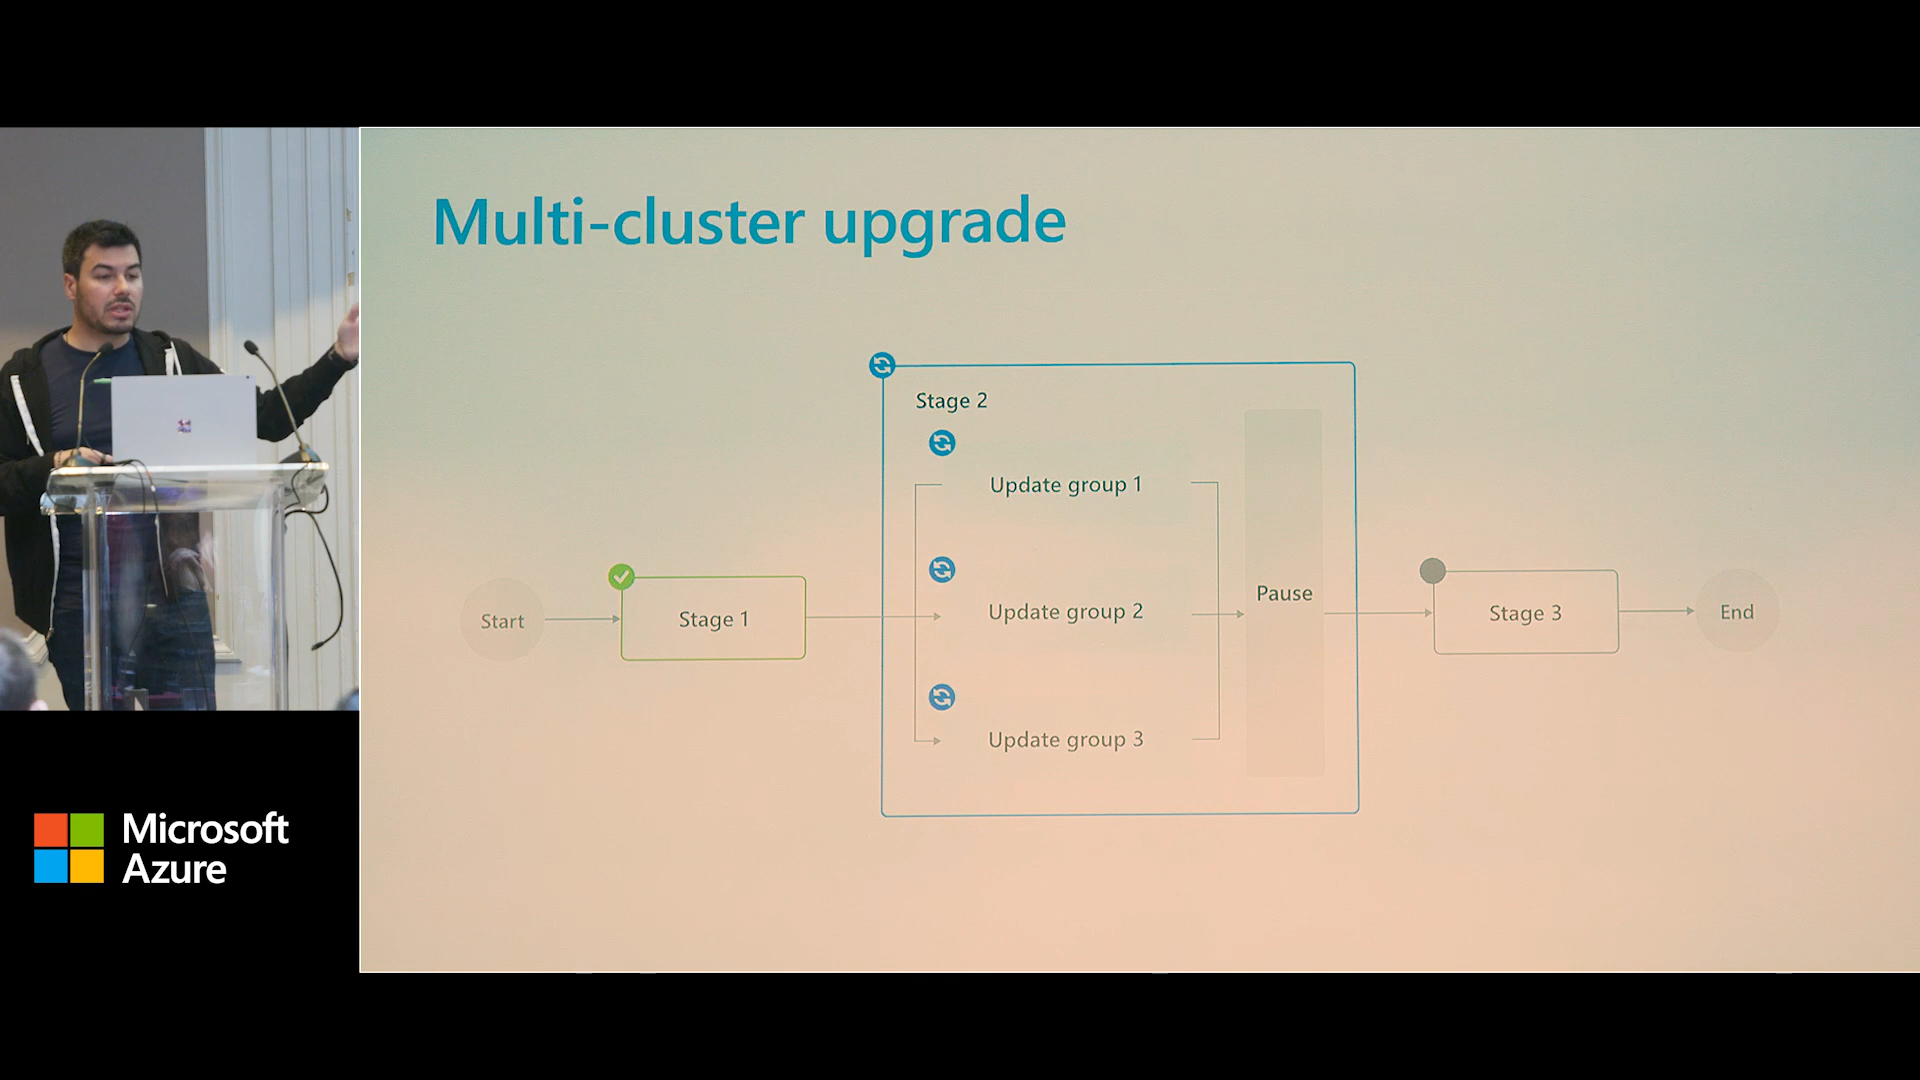 Multi-cluster upgrade
Start
Stage 1
Stage 2
Update group 1
Update group 2
Update group 3
Pause
Stage 3
End
Microsoft
Azure